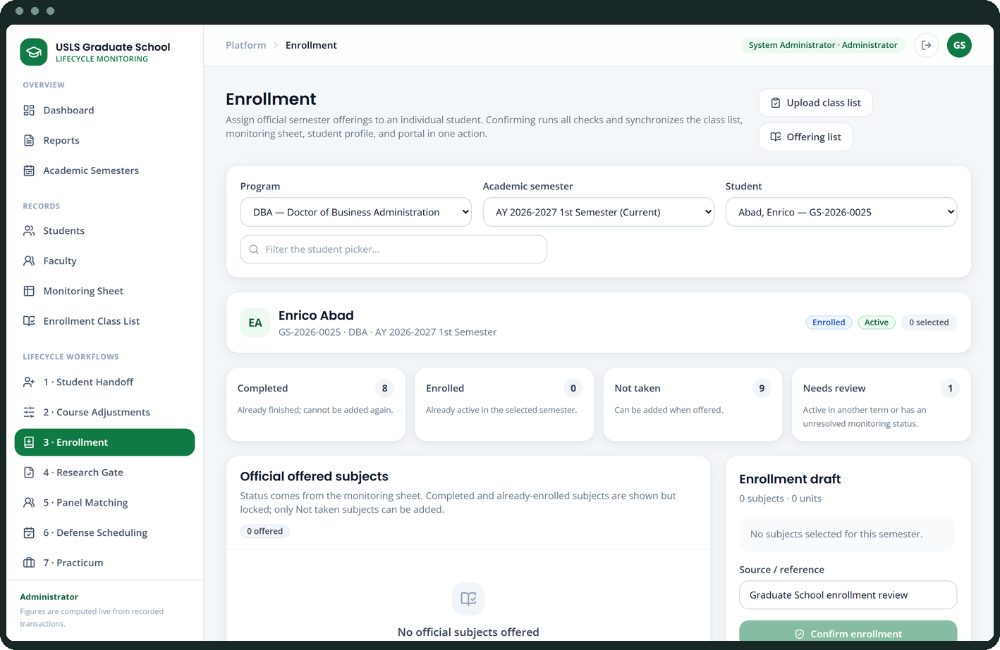 USLS Graduate School
LIFECYCLE MONITORING
OVERVIEW
Dashboard
Reports
Academic Semesters
RECORDS
Students
Faculty
Monitoring Sheet
Enrollment Class List
LIFECYCLE WORKFLOWS
1 · Student Handoff
2 · Course Adjustments
3 · Enrollment
4 · Research Gate
5 · Panel Matching
6 · Defense Scheduling
7 · Practicum
Administrator
Figures are computed live from recorded
transactions.
Platform > Enrollment
System Administrator · Administrator
GS
Enrollment
Assign official semester offerings to an individual student. Confirming runs all checks and synchronizes the class list,
monitoring sheet, student profile, and portal in one action.
Upload class list
Offering list
Program
DBA — Doctor of Business Administration
Academic semester
AY 2026-2027 1st Semester (Current)
Student
Abad, Enrico — GS-2026-0025
Filter the student picker...
EA
Enrico Abad
GS-2026-0025 · DBA · AY 2026-2027 1st Semester
Enrolled
Active
0 selected
Completed 8
Already finished; cannot be added again.
Enrolled 0
Already active in the selected semester.
Not taken 9
Can be added when offered.
Needs review 1
Active in another term or has an
unresolved monitoring status.
Official offered subjects
Status comes from the monitoring sheet. Completed and already-enrolled subjects are shown but
locked; only Not taken subjects can be added.
0 offered
No official subjects offered
Enrollment draft
0 subjects · 0 units
No subjects selected for this semester.
Source / reference
Graduate School enrollment review
Confirm enrollment